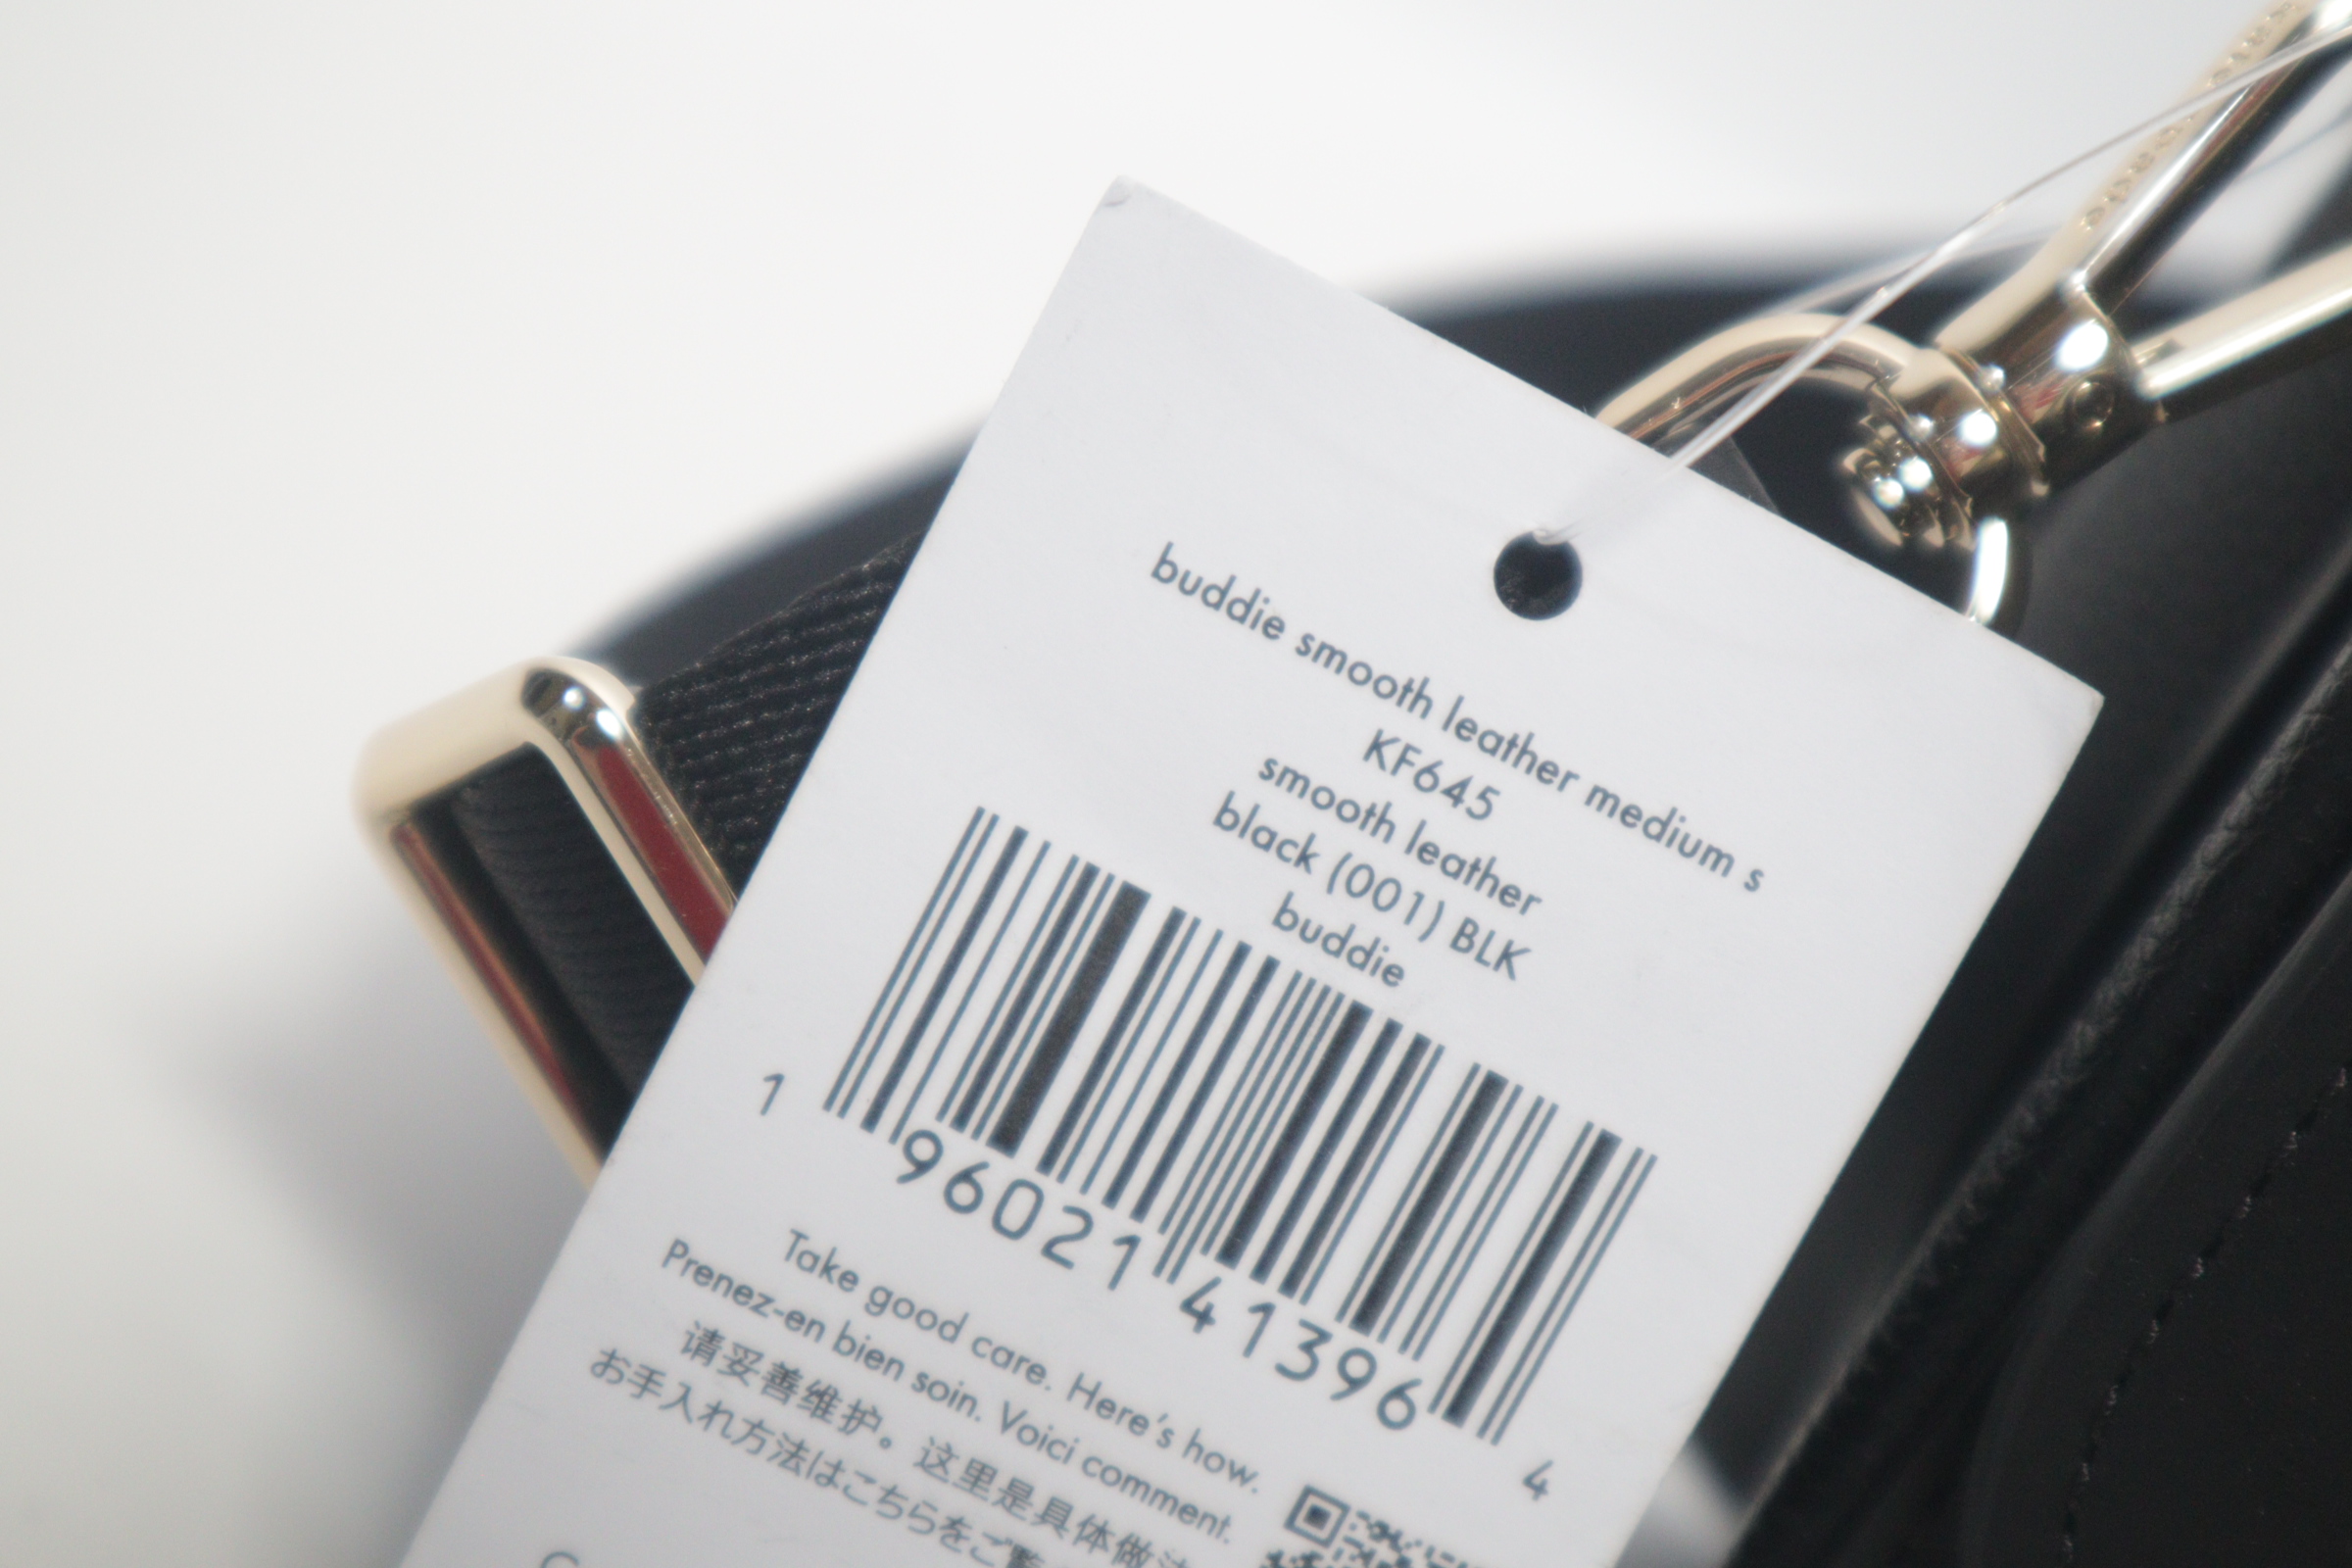 buddie smooth leather medium s
KF645
smooth leather
black (001) BLK
buddie
1 96021 41396 4
Take good care. Here's how.
Prenez-en bien soin. Voici comment.
请妥善维护。这里是具体做法
お手入れ方法はこちらをご覧